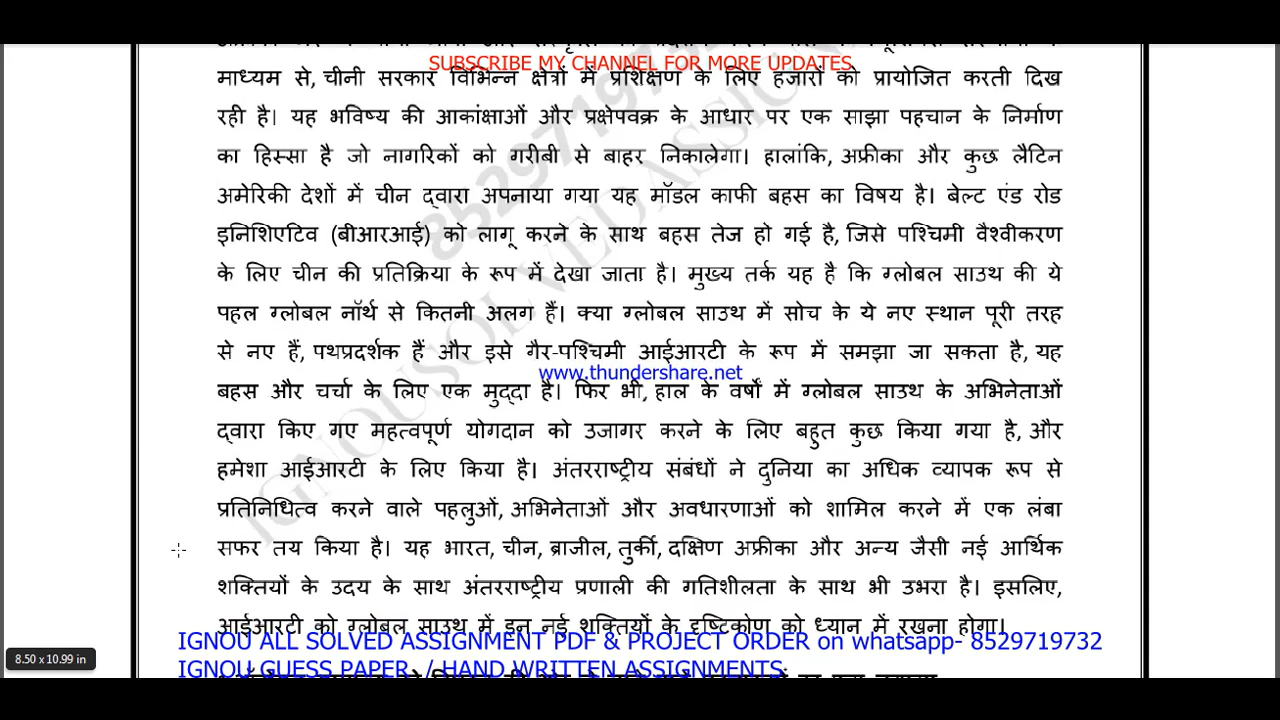 SUBSCRIBE MY CHANNEL FOR MORE UPDATES
माध्यम से, चीनी सरकार विभिन्न क्षेत्रों में प्रशिक्षण के लिए हजारों को प्रायोजित करती दिख
रही है। यह भविष्य की आकांक्षाओं और प्रक्षेपवक्र के आधार पर एक साझा पहचान के निर्माण
का हिस्सा है जो नागरिकों को गरीबी से बाहर निकालेगा। हालांकि, अफ्रीका और कुछ लैटिन
अमेरिकी देशों में चीन द्वारा अपनाया गया यह मॉडल काफी बहस का विषय है। बेल्ट एंड रोड
इनिशिएटिव (बीआरआई) को लागू करने के साथ बहस तेज हो गई है, जिसे पश्चिमी वैश्वीकरण
के लिए चीन की प्रतिक्रिया के रूप में देखा जाता है। मुख्य तर्क यह है कि ग्लोबल साउथ की ये
पहल ग्लोबल नॉर्थ से कितनी अलग हैं। क्या ग्लोबल साउथ में सोच के ये नए स्थान पूरी तरह
से नए हैं, पथप्रदर्शक हैं और इसे गैर-पश्चिमी आईआरटी के रूप में समझा जा सकता है, यह
www.thundershare.net
बहस और चर्चा के लिए एक मुद्दा है। फिर भी, हाल के वर्षों में ग्लोबल साउथ के अभिनेताओं
द्वारा किए गए महत्वपूर्ण योगदान को उजागर करने के लिए बहुत कुछ किया गया है, और
हमेशा आईआरटी के लिए किया है। अंतरराष्ट्रीय संबंधों ने दुनिया का अधिक व्यापक रूप से
प्रतिनिधित्व करने वाले पहलुओं, अभिनेताओं और अवधारणाओं को शामिल करने में एक लंबा
सफर तय किया है। यह भारत, चीन, ब्राजील, तुर्की, दक्षिण अफ्रीका और अन्य जैसी नई आर्थिक
शक्तियों के उदय के साथ अंतरराष्ट्रीय प्रणाली की गतिशीलता के साथ भी उभरा है। इसलिए,
आईआरटी को ग्लोबल साउथ में इन नई शक्तियों के दृष्टिकोण को ध्यान में रखना होगा।
IGNOU ALL SOLVED ASSIGNMENT PDF & PROJECT ORDER on whatsapp- 8529719732
IGNOU GUESS PAPER / HAND WRITTEN ASSIGNMENTS
8.50 x 10.99 in